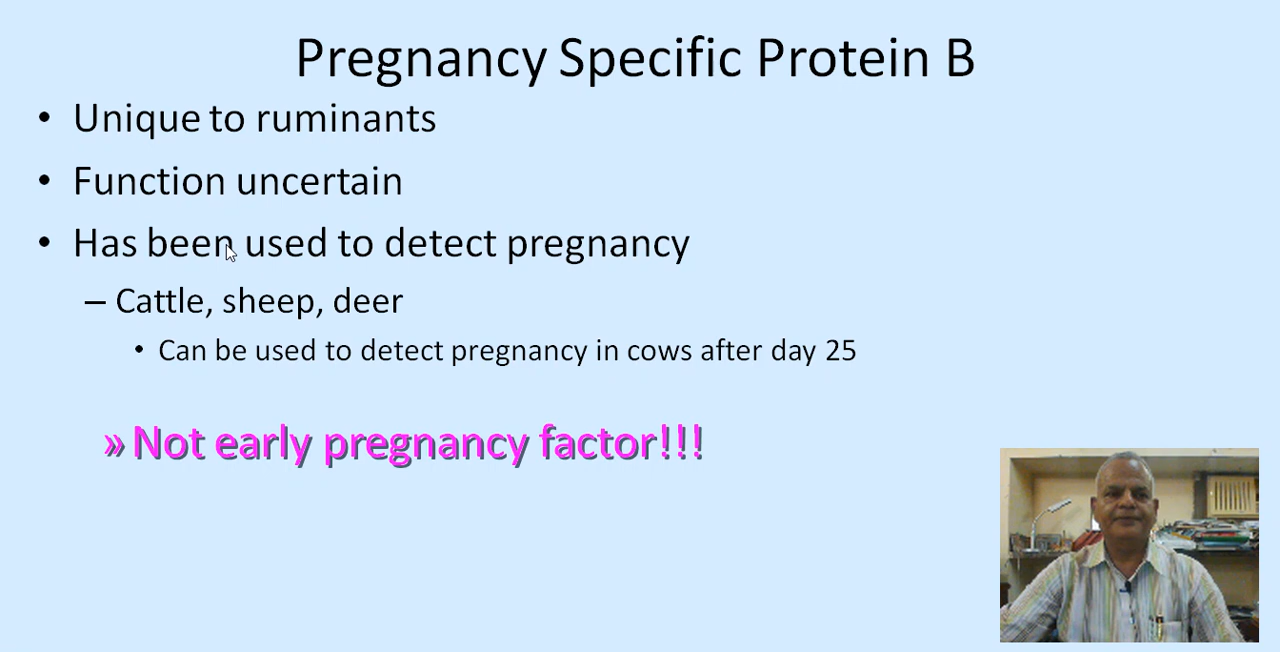 Pregnancy Specific Protein B
• Unique to ruminants
• Function uncertain
• Has been used to detect pregnancy
– Cattle, sheep, deer
• Can be used to detect pregnancy in cows after day 25
» Not early pregnancy factor!!!